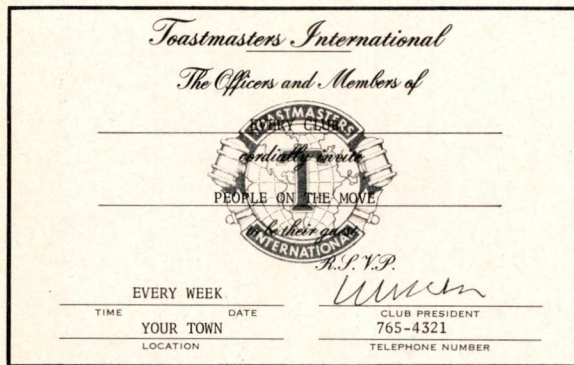 Toastmasters International
The Officers and Members of
TOASTMASTERS
EVERY CLUB
cordially invite
T
PEOPLE ON THE MOVE
to be their guest
INTERNATIONAL
R.S.V.P.
EVERY WEEK
TIME DATE CLUB PRESIDENT
YOUR TOWN 765-4321
LOCATION TELEPHONE NUMBER